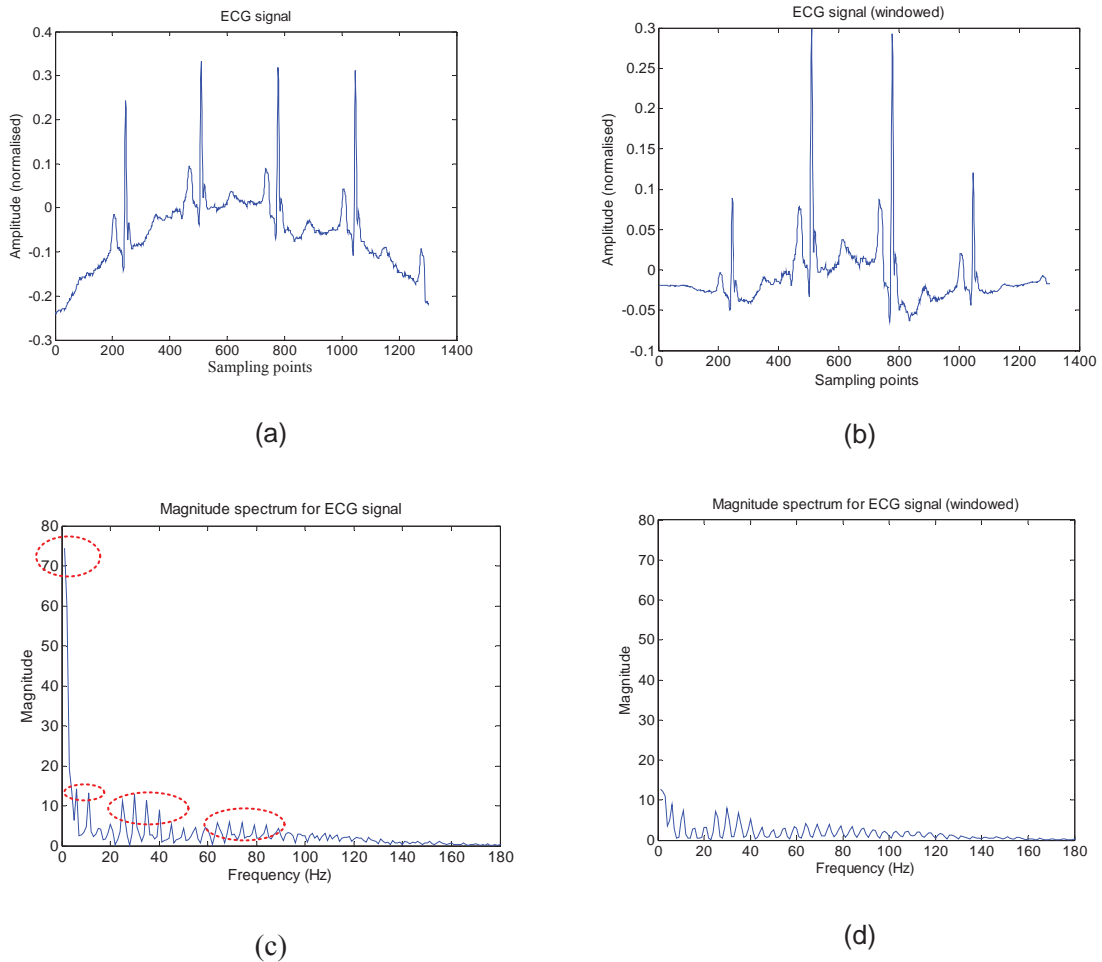 ECG signal
0.4
0.3
0.2
0.1
0
-0.1
-0.2
-0.3
0 200 400 600 800 1000 1200 1400
Amplitude (normalised)
Sampling points
(a)
ECG signal (windowed)
0.3
0.25
0.2
0.15
0.1
0.05
0
-0.05
-0.1
0 200 400 600 800 1000 1200 1400
Amplitude (normalised)
Sampling points
(b)
Magnitude spectrum for ECG signal
80
70
60
50
40
30
20
10
0
0 20 40 60 80 100 120 140 160 180
Magnitude
Frequency (Hz)
(c)
Magnitude spectrum for ECG signal (windowed)
80
70
60
50
40
30
20
10
0
0 20 40 60 80 100 120 140 160 180
Magnitude
Frequency (Hz)
(d)